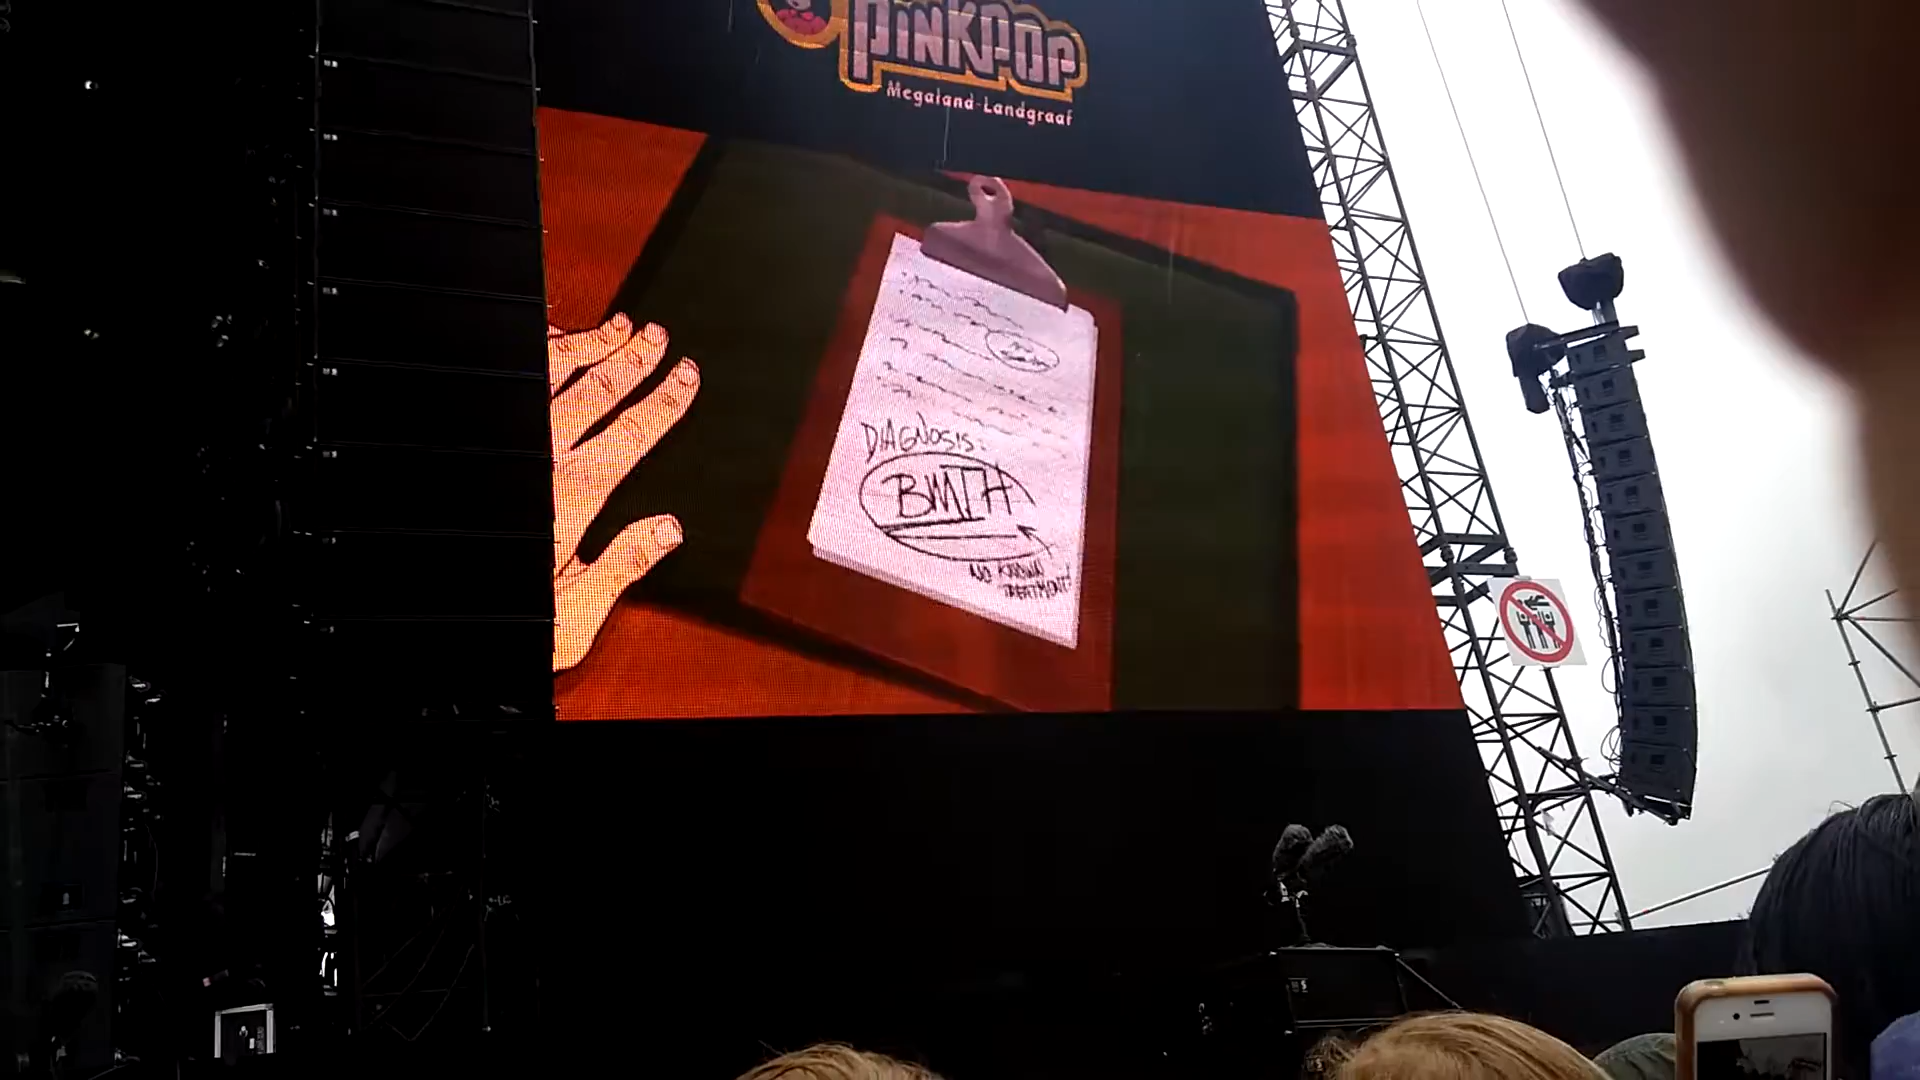 PINKPOP
Megaland-Landgraaf
DIAGNOSIS:
BMTH
NO KNOWN
TREATMENT!